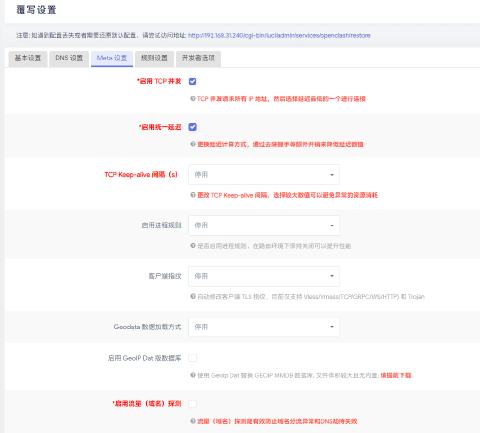 覆写设置
注意: 如遇到配置丢失或者需要还原默认配置, 请尝试访问地址: http://192.168.31.240/cgi-bin/luci/admin/services/openclash/restore
基本设置 DNS 设置 Meta 设置 规则设置 开发者选项
*启用 TCP 并发
TCP 并发请求所有 IP 地址，然后选择延迟最低的一个进行连接
*启用统一延迟
更换延迟计算方式，通过去除握手等额外开销来降低延迟数值
TCP Keep-alive 间隔（s） 停用
更改 TCP Keep-alive 间隔，选择较大数值可以避免异常的资源消耗
启用进程规则 停用
是否启用进程规则，在路由环境下保持关闭可以提升性能
客户端指纹 停用
自动修改客户端 TLS 指纹，目前仅支持 Vless/Vmess(TCP/GRPC/WS/HTTP) 和 Trojan
Geodata 数据加载方式 停用
启用 GeoIP Dat 版数据库
使用 GeoIp Dat 替换 GEOIP MMDB 数据库, 文件体积较大且无内置, 请提前下载
*启用流量（域名）探测
流量（域名）探测能有效防止域名分流异常和DNS劫持失败